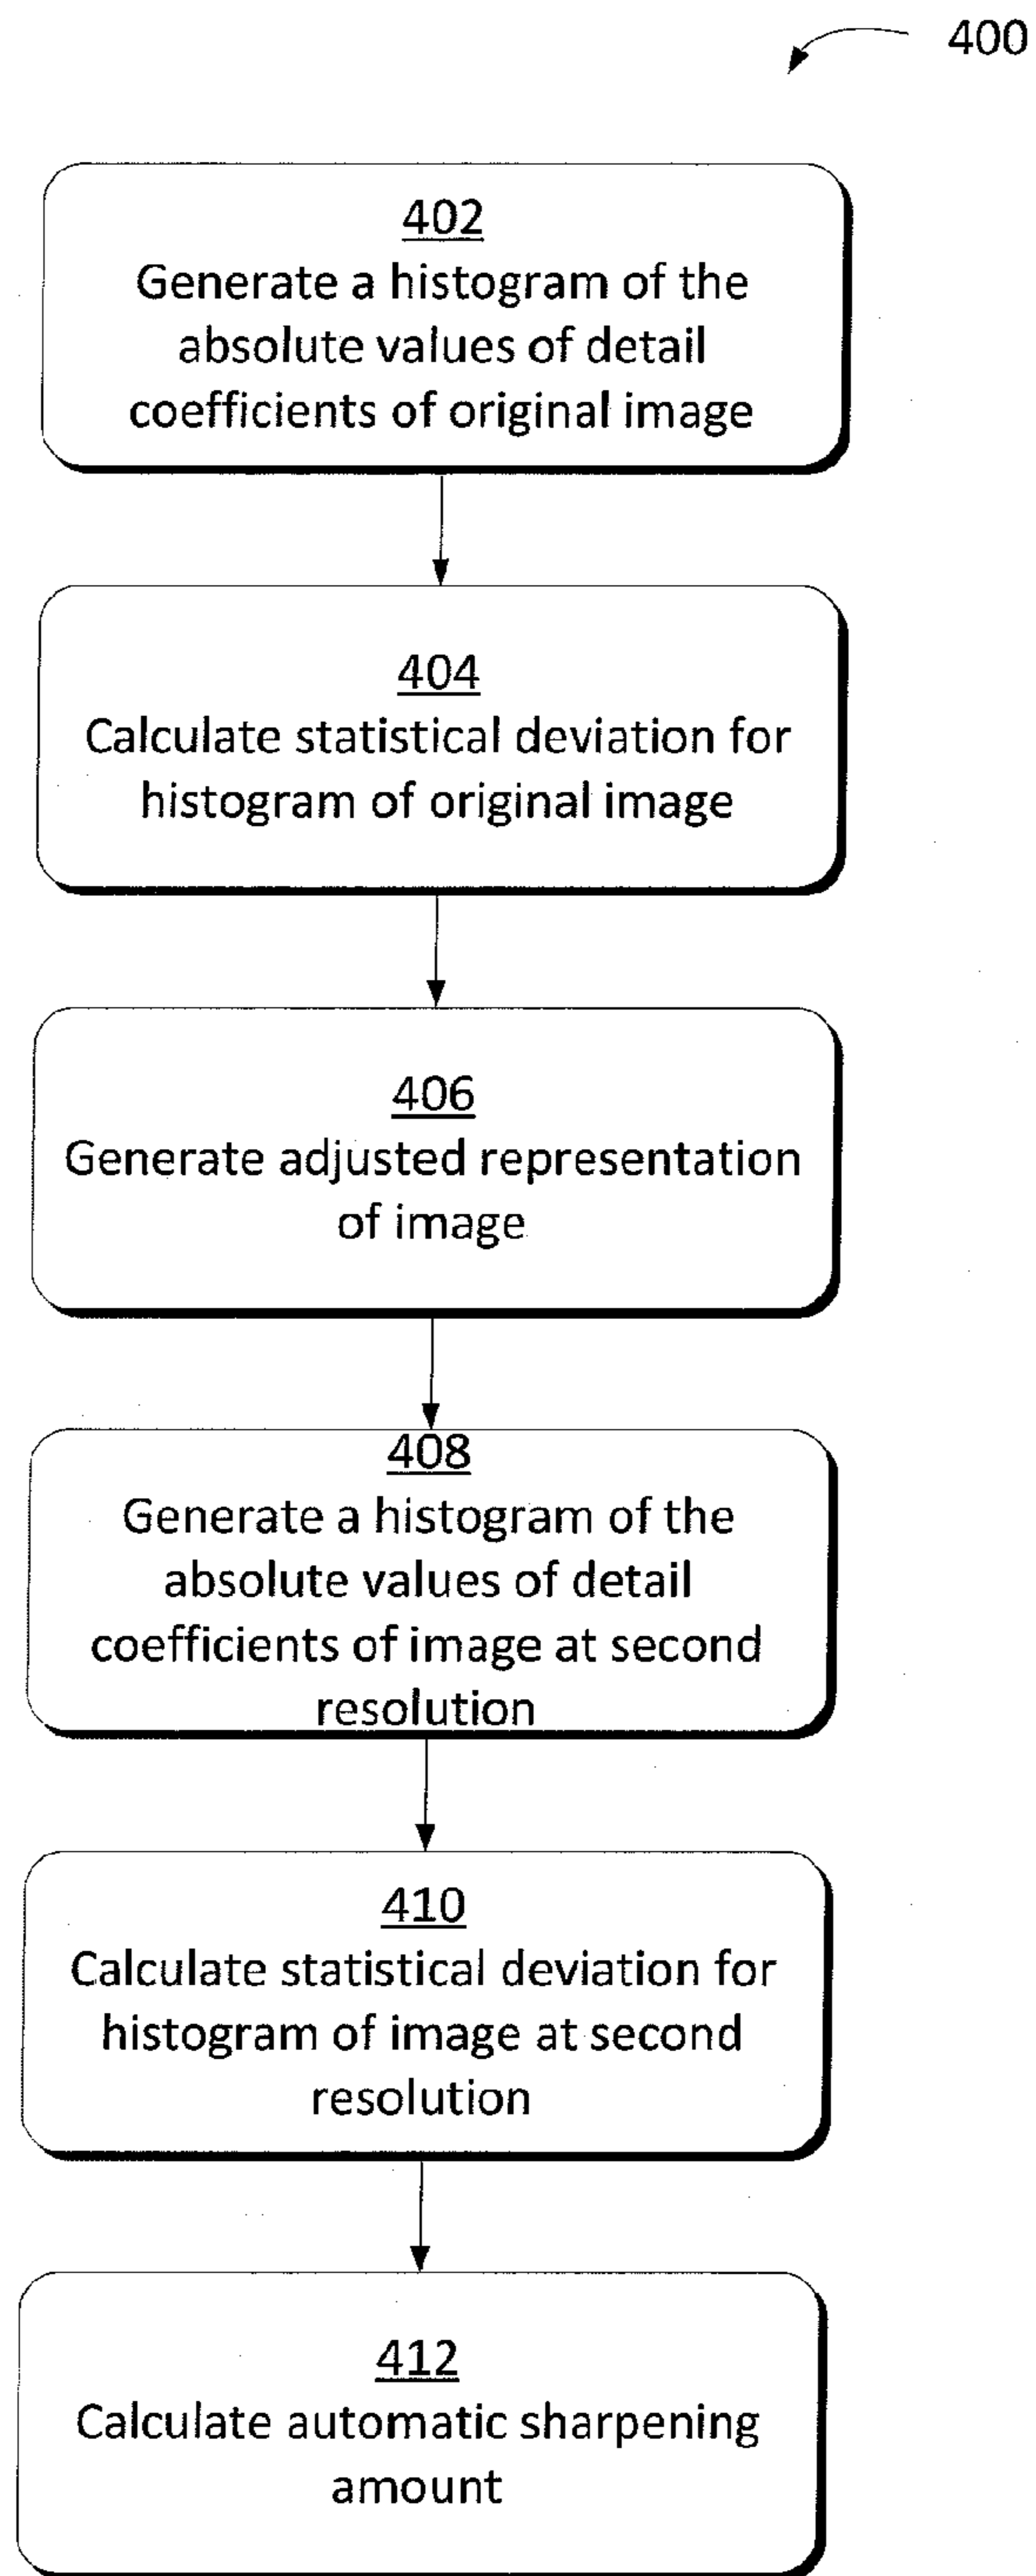 400
402
Generate a histogram of the
absolute values of detail
coefficients of original image
404
Calculate statistical deviation for
histogram of original image
406
Generate adjusted representation
of image
408
Generate a histogram of the
absolute values of detail
coefficients of image at second
resolution
410
Calculate statistical deviation for
histogram of image at second
resolution
412
Calculate automatic sharpening
amount